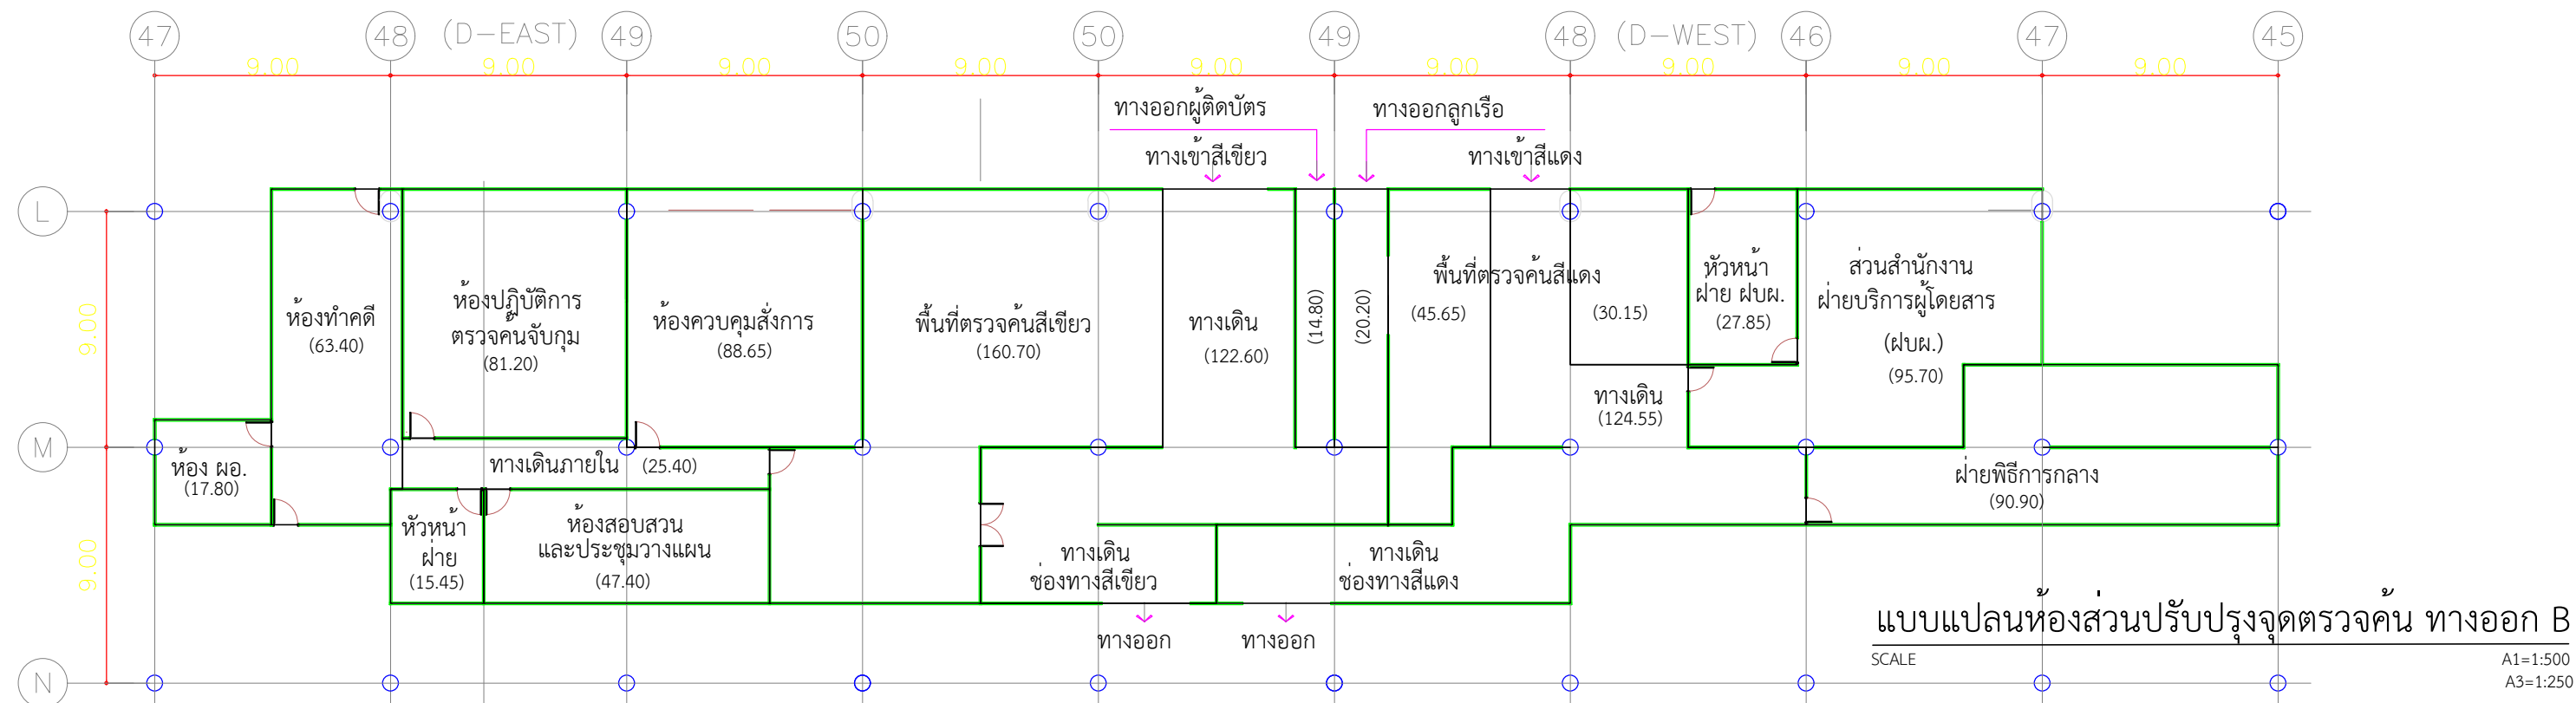 47 48 (D-EAST) 49 50 50 49 48 (D-WEST) 46 47 45
9.00 9.00 9.00 9.00 9.00 9.00 9.00 9.00 9.00
ทางออกผู้ติดบัตร
ทางออกลูกเรือ
ทางเข้าสีเขียว
ทางเข้าสีแดง
L
M
N
9.00
9.00
ห้องทำคดี
(63.40)
ห้องปฏิบัติการ
ตรวจค้นจับกุม
(81.20)
ห้องควบคุมสั่งการ
(88.65)
พื้นที่ตรวจค้นสีเขียว
(160.70)
ทางเดิน
(122.60)
(14.80)
(20.20)
พื้นที่ตรวจค้นสีแดง
(45.65)
(30.15)
หัวหน้า
ฝ่าย ฝบผ.
(27.85)
ส่วนสำนักงาน
ฝ่ายบริการผู้โดยสาร
(ฝบผ.)
(95.70)
ทางเดิน
(124.55)
ห้อง ผอ.
(17.80)
ทางเดินภายใน
(25.40)
ฝ่ายพิธีการกลาง
(90.90)
หัวหน้า
ฝ่าย
(15.45)
ห้องสอบสวน
และประชุมวางแผน
(47.40)
ทางเดิน
ช่องทางสีเขียว
ทางเดิน
ช่องทางสีแดง
ทางออก
ทางออก
แบบแปลนห้องส่วนปรับปรุงจุดตรวจค้น ทางออก B
SCALE
A1=1:500
A3=1:250